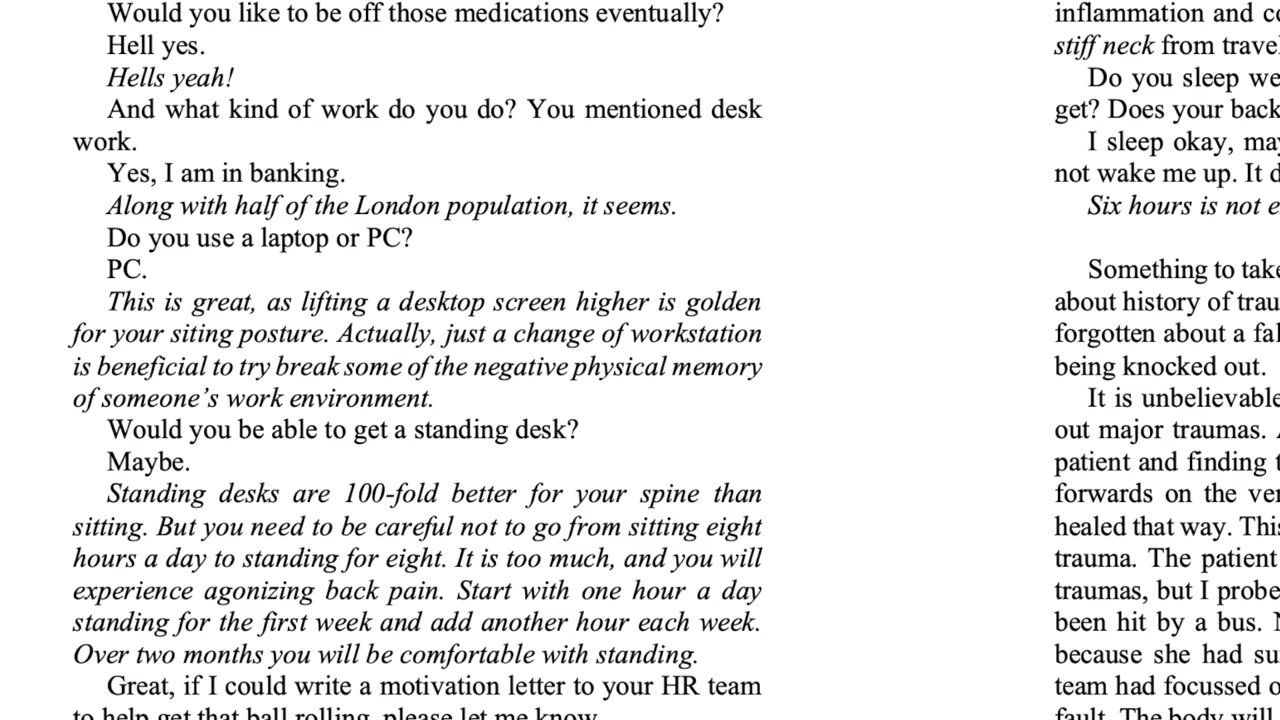 Would you like to be off those medications eventually?
Hell yes.
Hells yeah!
And what kind of work do you do? You mentioned desk
work.
Yes, I am in banking.
Along with half of the London population, it seems.
Do you use a laptop or PC?
PC.
This is great, as lifting a desktop screen higher is golden
for your siting posture. Actually, just a change of workstation
is beneficial to try break some of the negative physical memory
of someone’s work environment.
Would you be able to get a standing desk?
Maybe.
Standing desks are 100-fold better for your spine than
sitting. But you need to be careful not to go from sitting eight
hours a day to standing for eight. It is too much, and you will
experience agonizing back pain. Start with one hour a day
standing for the first week and add another hour each week.
Over two months you will be comfortable with standing.
Great, if I could write a motivation letter to your HR team
to help get that ball rolling, please let me know.
inflammation and
stiff neck from
Do you sleep
get? Does your back
I sleep okay,
not wake me up. It
Six hours is not
Something to
about history of
forgotten about a
being knocked out.
It is
out major traumas.
patient and finding
forwards on the
healed that way.
trauma. The patient
traumas, but I
been hit by a bus.
because she had
team had focussed
fault. The body will